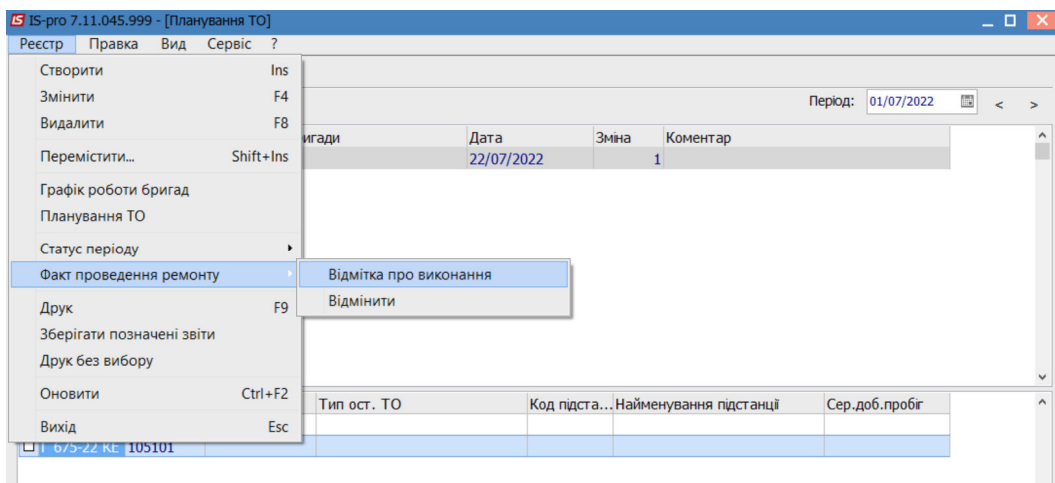 IS IS-pro 7.11.045.999 - [Планування ТО]
Реєстр Правка Вид Сервіс ?
Створити Ins
Змінити F4
Період: 01/07/2022 < >
Видалити F8
игади Дата Зміна Коментар
Перемістити... Shift+Ins
22/07/2022 1
Графік роботи бригад
Планування ТО
Статус періоду
Факт проведення ремонту Відмітка про виконання
Відмінити
Друк F9
Зберігати позначені звіти
Друк без вибору
Оновити Ctrl+F2
Тип ост. ТО Код підста... Найменування підстанції Сер.доб.пробіг
Вихід Esc
675-22 КЕ 105101